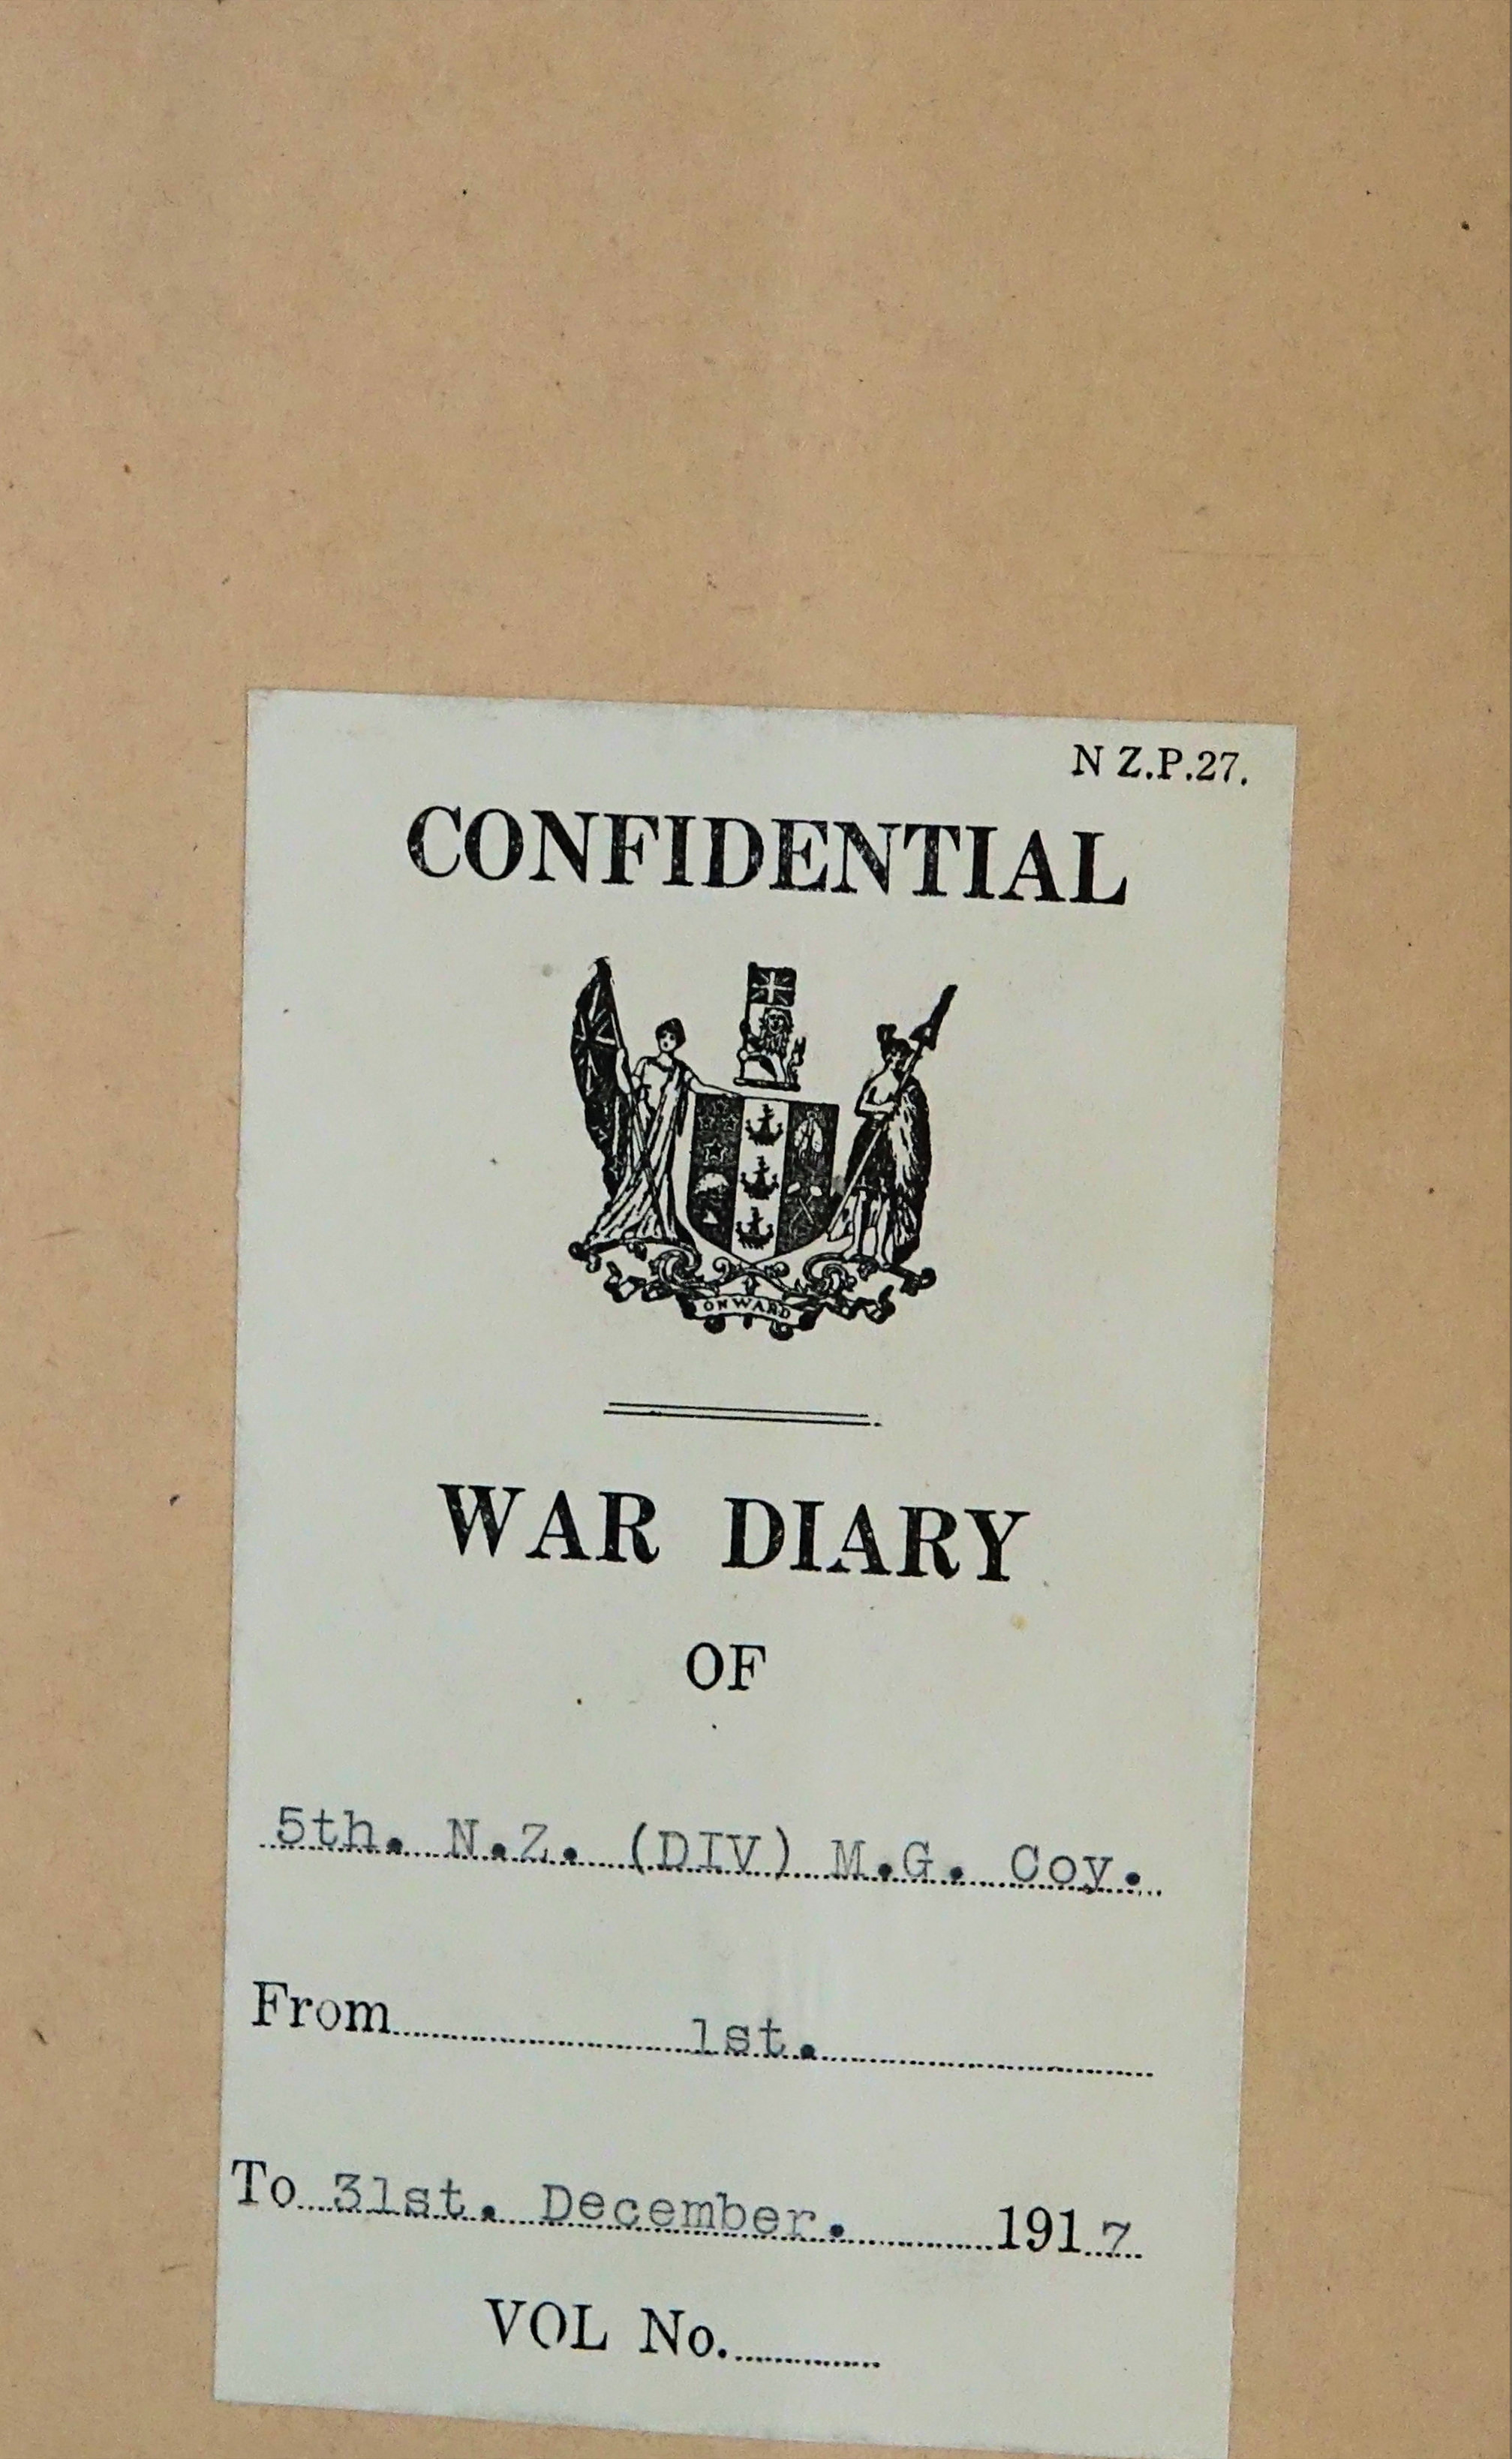 N Z.P.27.
CONFIDENTIAL
ONWARD
WAR DIARY
OF
5th. N.Z. (DIV) M.G. Coy.
From 1st.
To 31st. December. 1917
VOL No.